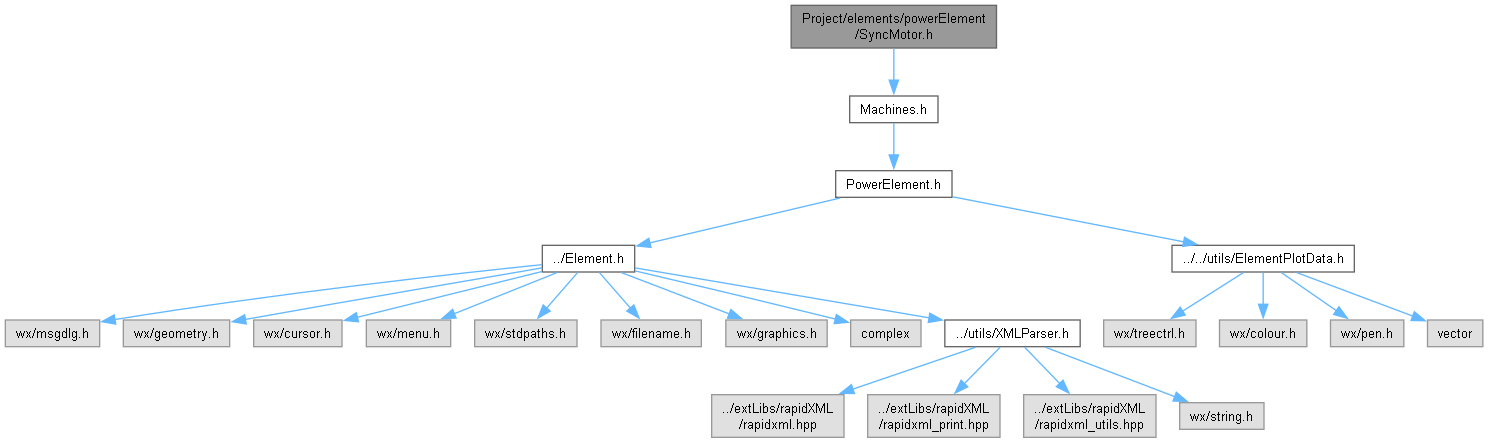 Project/elements/powerElement
/SyncMotor.h
Machines.h
PowerElement.h
../Element.h
../../utils/ElementPlotData.h
wx/msgdlg.h
wx/geometry.h
wx/cursor.h
wx/menu.h
wx/stdpaths.h
wx/filename.h
wx/graphics.h
complex
../utils/XMLParser.h
wx/treectrl.h
wx/colour.h
wx/pen.h
vector
../extLibs/rapidXML
/rapidxml.hpp
../extLibs/rapidXML
/rapidxml_print.hpp
../extLibs/rapidXML
/rapidxml_utils.hpp
wx/string.h